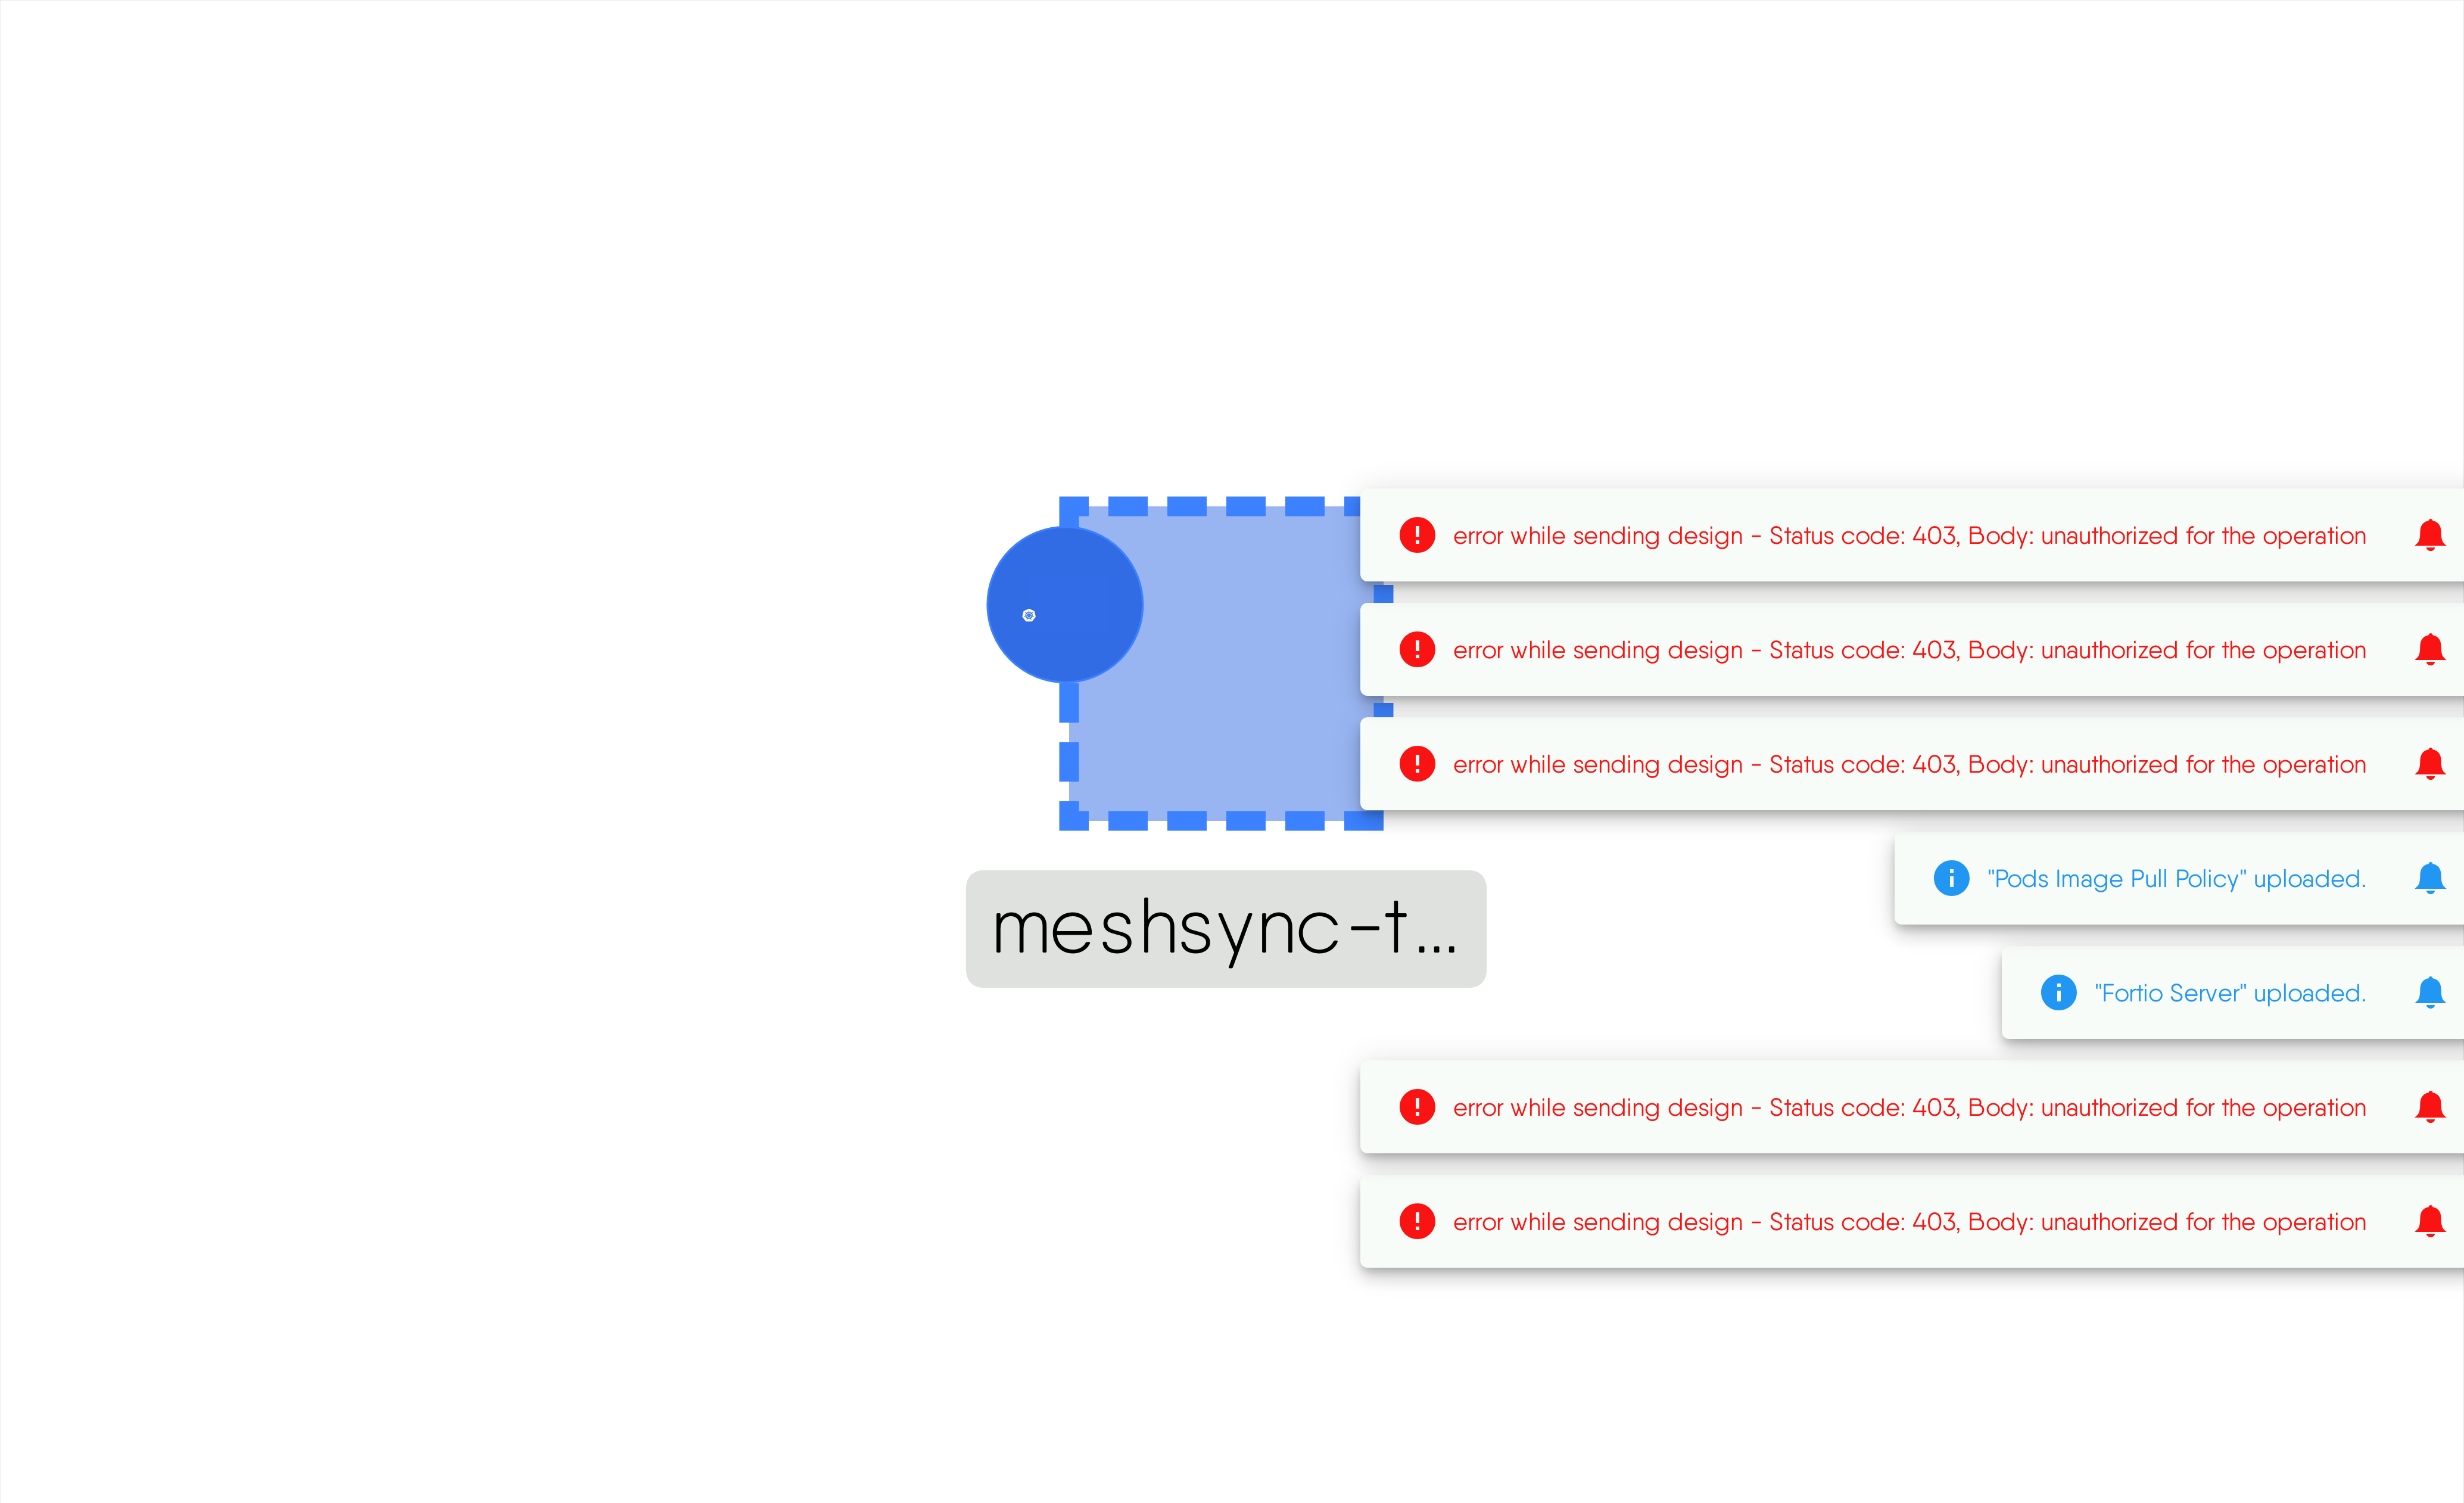 error while sending design - Status code: 403, Body: unauthorized for the operation
error while sending design - Status code: 403, Body: unauthorized for the operation
error while sending design - Status code: 403, Body: unauthorized for the operation
"Pods Image Pull Policy" uploaded.
meshsync-t...
"Fortio Server" uploaded.
error while sending design - Status code: 403, Body: unauthorized for the operation
error while sending design - Status code: 403, Body: unauthorized for the operation